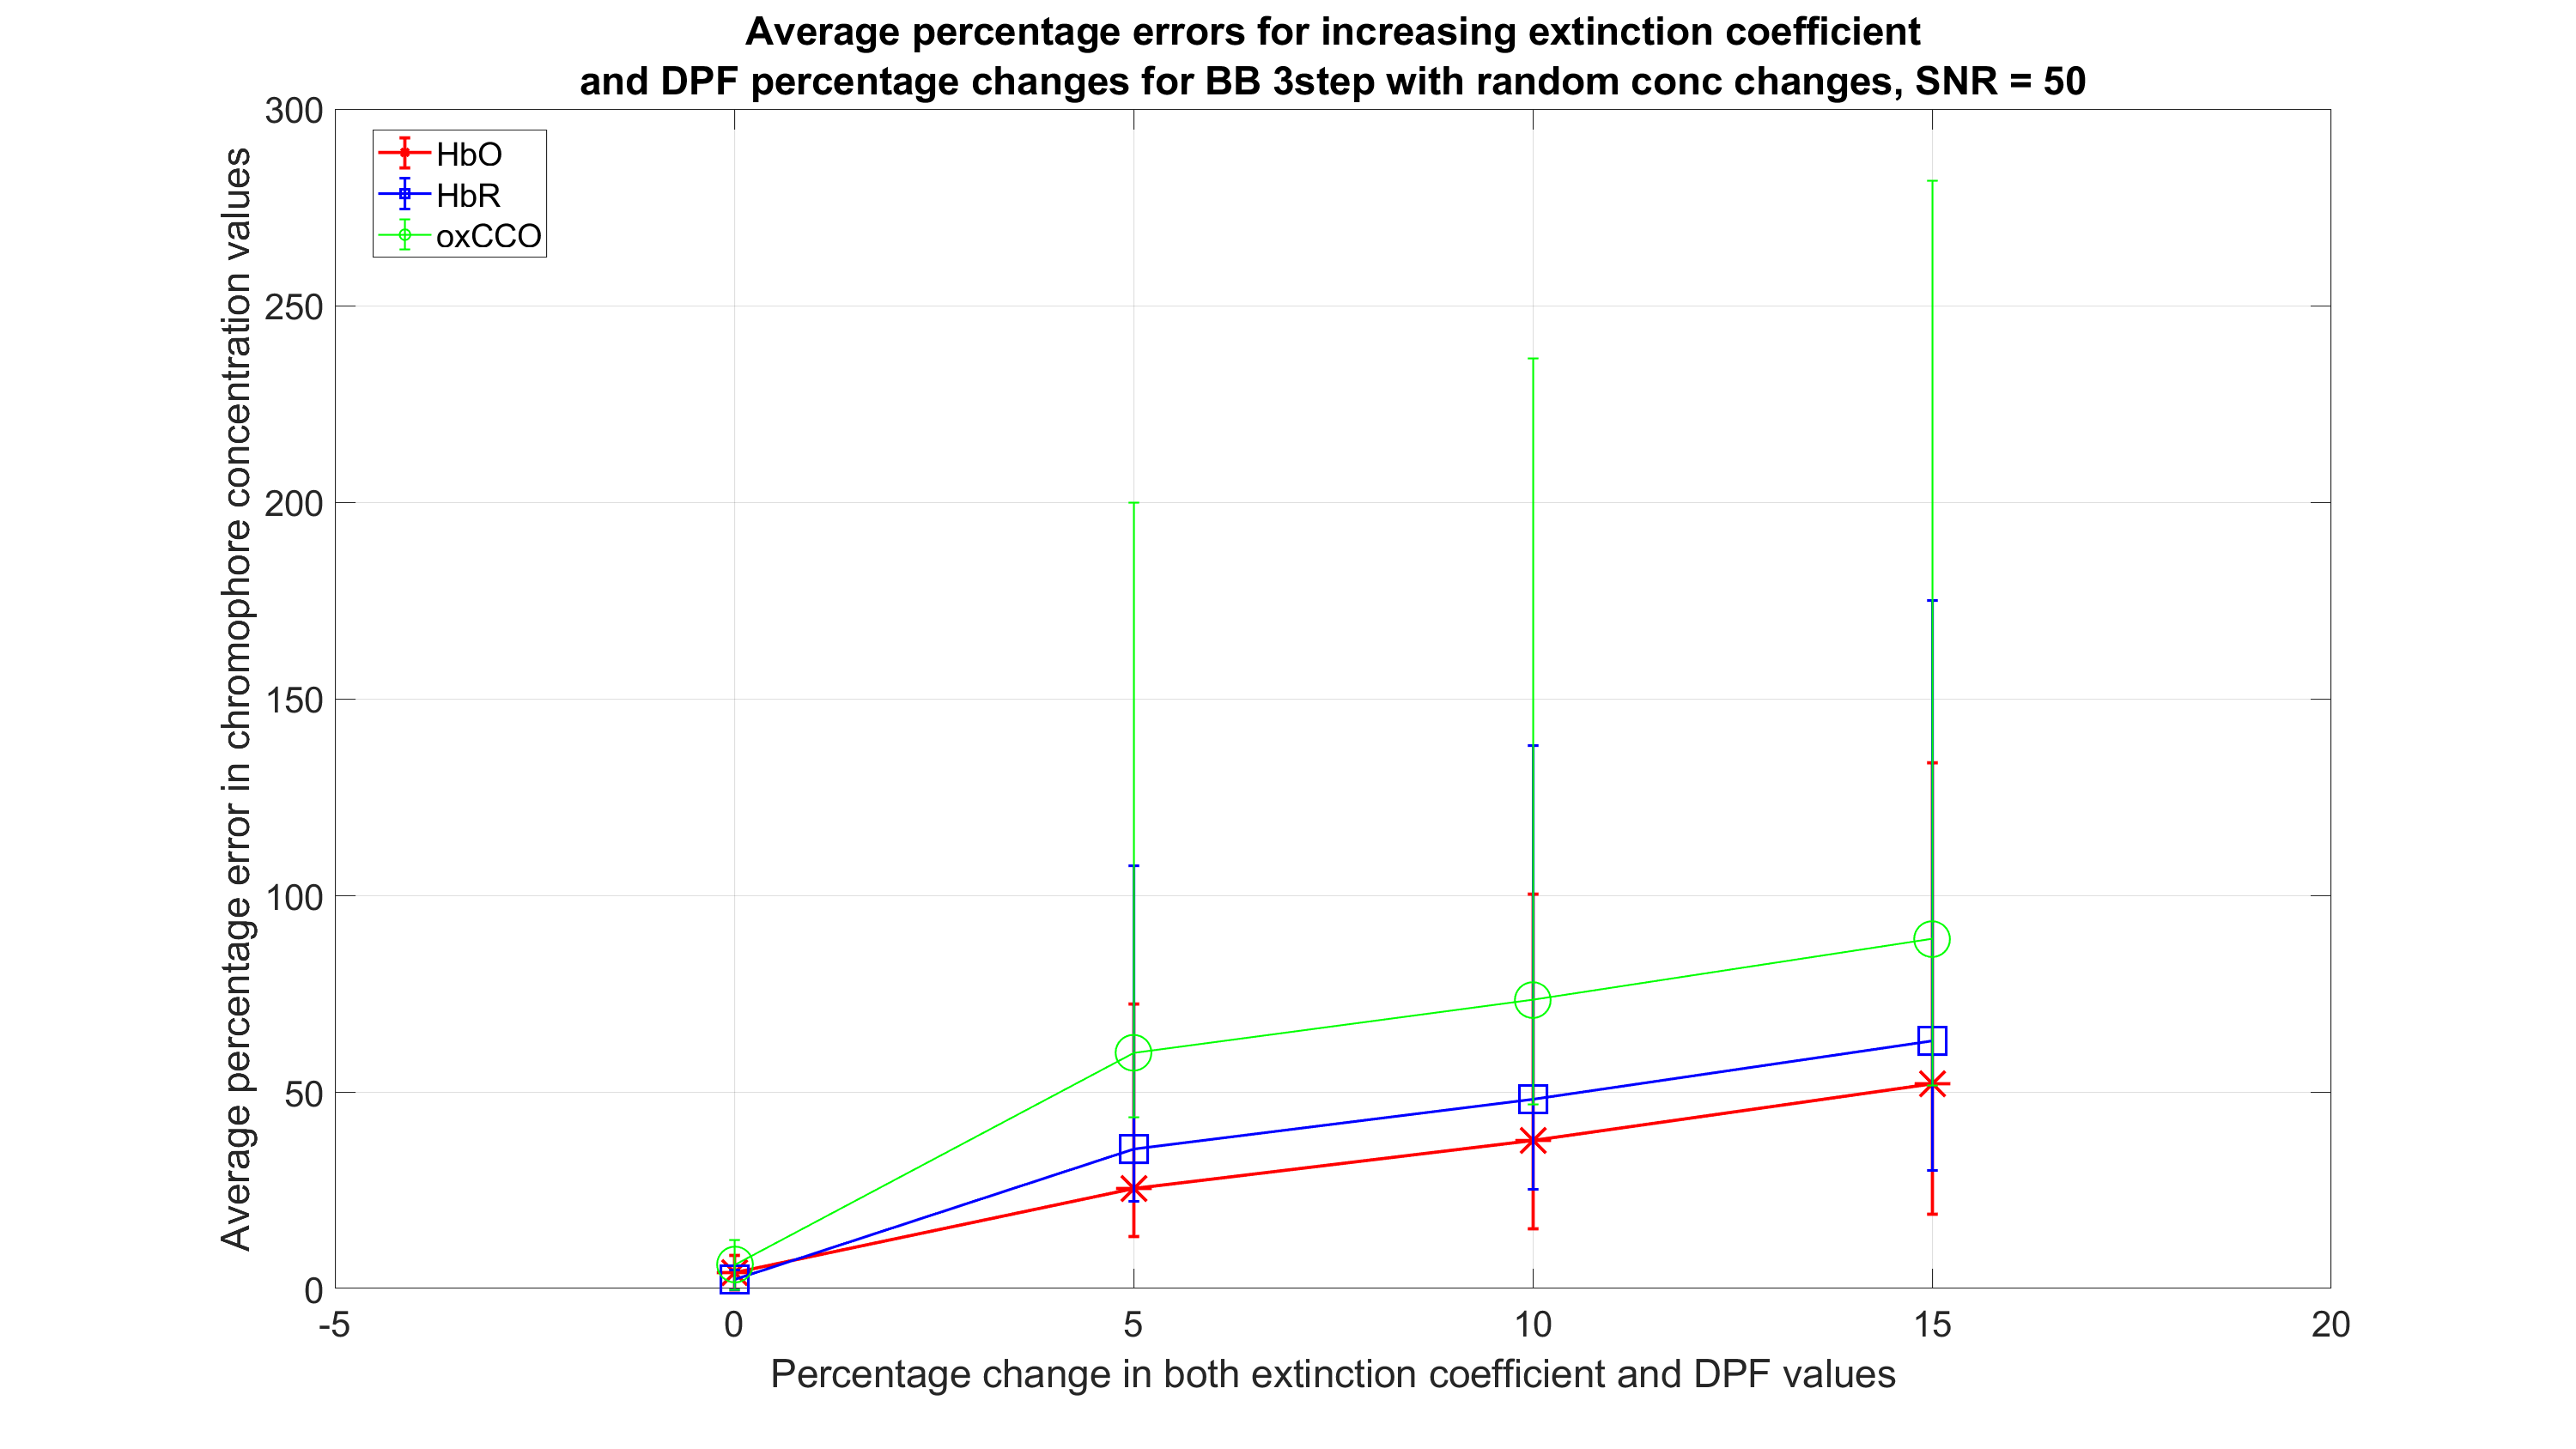 Average percentage errors for increasing extinction coefficient
and DPF percentage changes for BB 3step with random conc changes, SNR = 50
HbO
HbR
oxCCO
Average percentage error in chromophore concentration values
300
250
200
150
100
50
0
-5
0
5
10
15
20
Percentage change in both extinction coefficient and DPF values